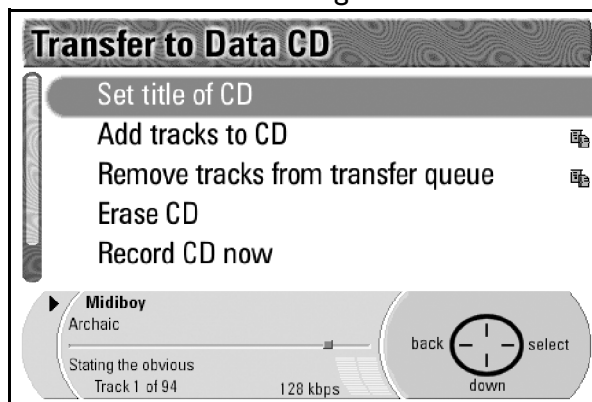 Transfer to Data CD
Set title of CD
Add tracks to CD
Remove tracks from transfer queue
Erase CD
Record CD now
Midiboy
Archaic
Stating the obvious
Track 1 of 94
128 kbps
back
select
down